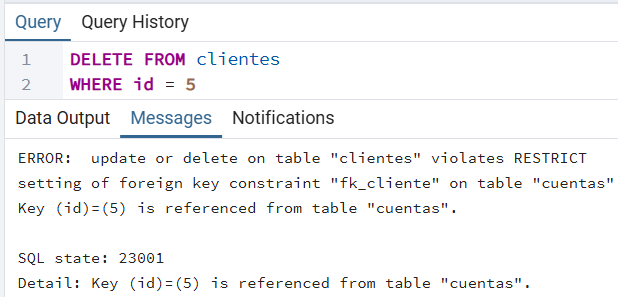 Query Query History
1 DELETE FROM clientes
2 WHERE id = 5
Data Output Messages Notifications
ERROR:  update or delete on table "clientes" violates RESTRICT
setting of foreign key constraint "fk_cliente" on table "cuentas"
Key (id)=(5) is referenced from table "cuentas".
SQL state: 23001
Detail: Key (id)=(5) is referenced from table "cuentas".